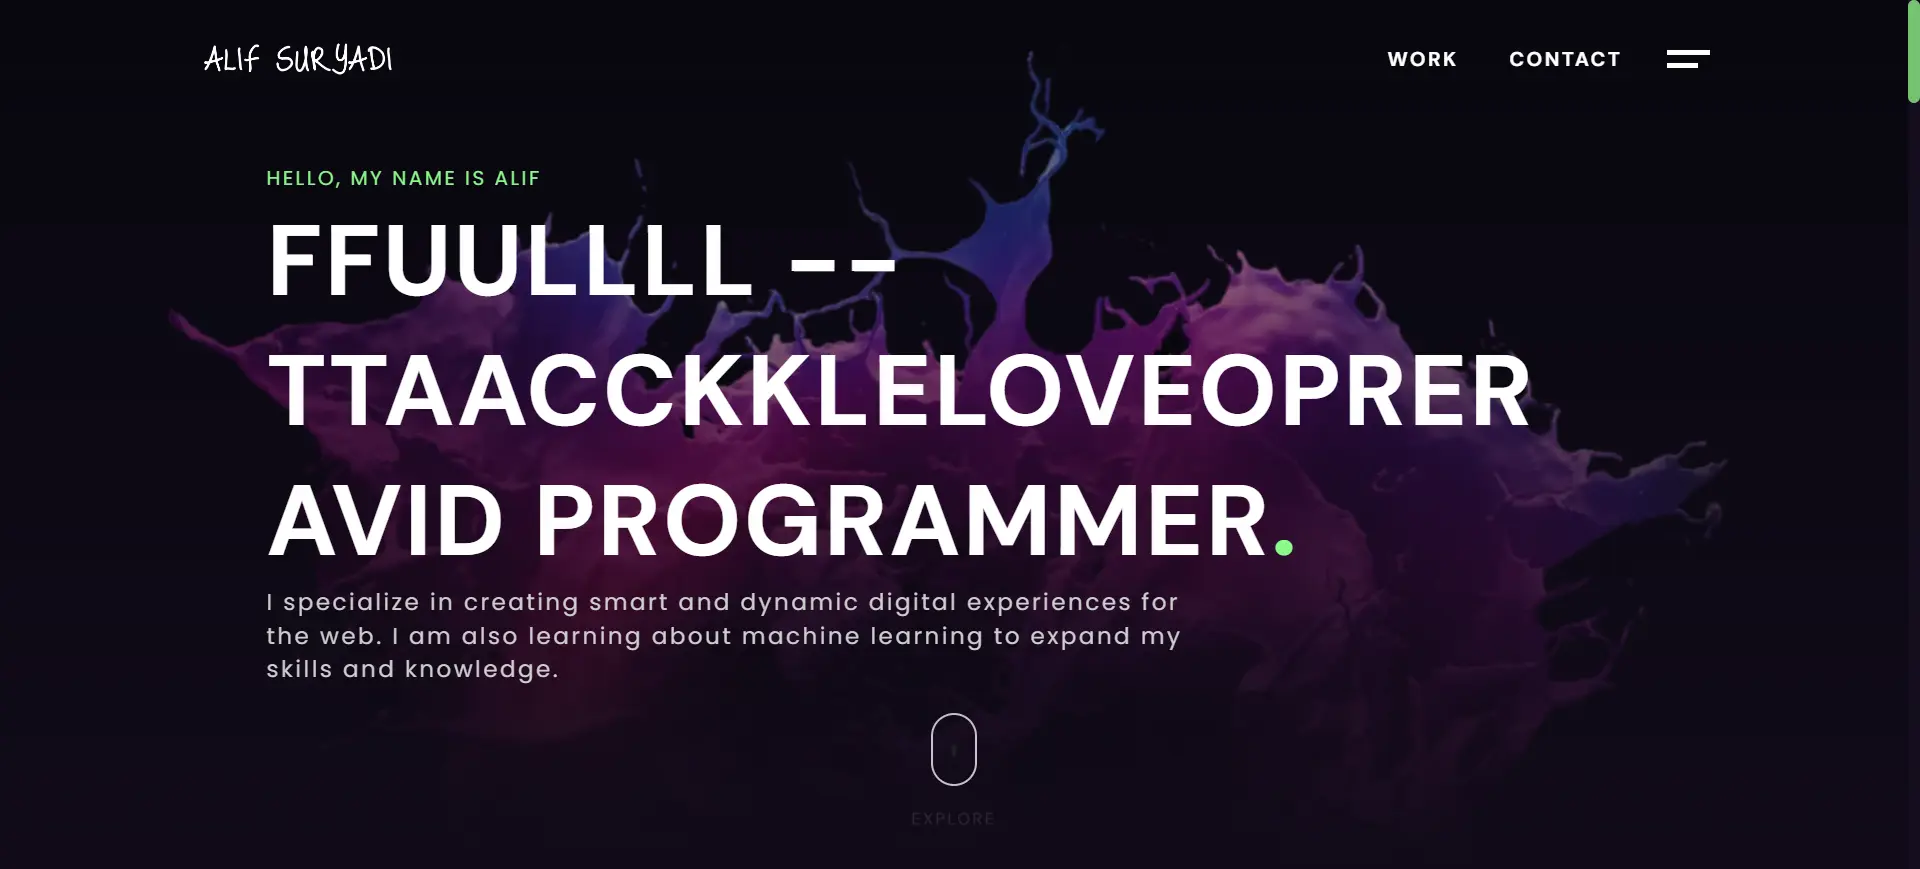 ALIF SURYADI
WORK
CONTACT
HELLO, MY NAME IS ALIF
FFUULLLL --
TTAACCKKLELOVEOPRER
AVID PROGRAMMER.
I specialize in creating smart and dynamic digital experiences for
the web. I am also learning about machine learning to expand my
skills and knowledge.
EXPLORE